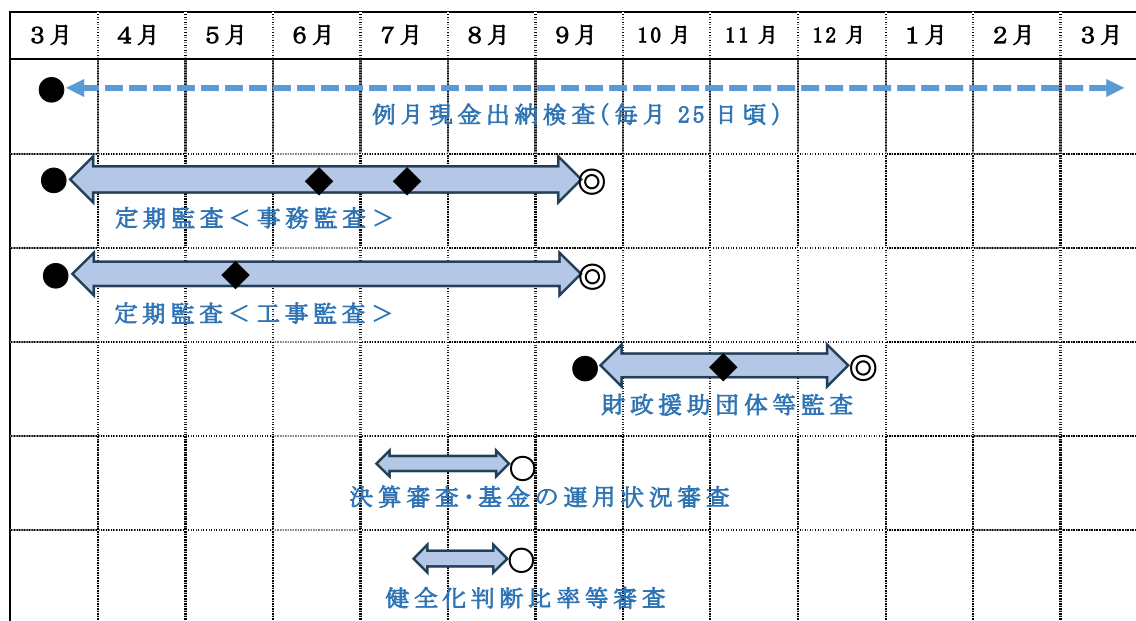 3月 4月 5月 6月 7月 8月 9月 10月 11月 12月 1月 2月 3月
例月現金出納検査(毎月25日頃)
定期監査<事務監査>
定期監査<工事監査>
財政援助団体等監査
決算審査・基金の運用状況審査
健全化判断比率等審査